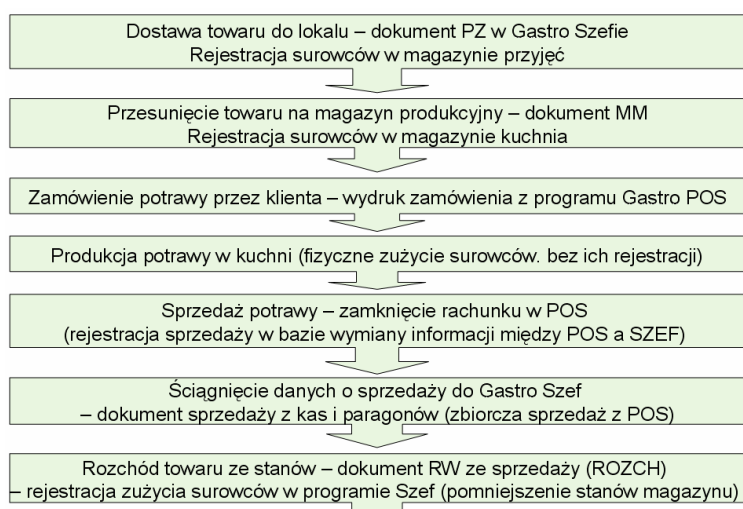 Dostawa towaru do lokalu – dokument PZ w Gastro Szefie
Rejestracja surowców w magazynie przyjęć
Przesunięcie towaru na magazyn produkcyjny – dokument MM
Rejestracja surowców w magazynie kuchnia
Zamówienie potrawy przez klienta – wydruk zamówienia z programu Gastro POS
Produkcja potrawy w kuchni (fizyczne zużycie surowców. bez ich rejestracji)
Sprzedaż potrawy – zamknięcie rachunku w POS
(rejestracja sprzedaży w bazie wymiany informacji między POS a SZEF)
Ściągnięcie danych o sprzedaży do Gastro Szef
– dokument sprzedaży z kas i paragonów (zbiorcza sprzedaż z POS)
Rozchód towaru ze stanów – dokument RW ze sprzedaży (ROZCH)
– rejestracja zużycia surowców w programie Szef (pomniejszenie stanów magazynu)